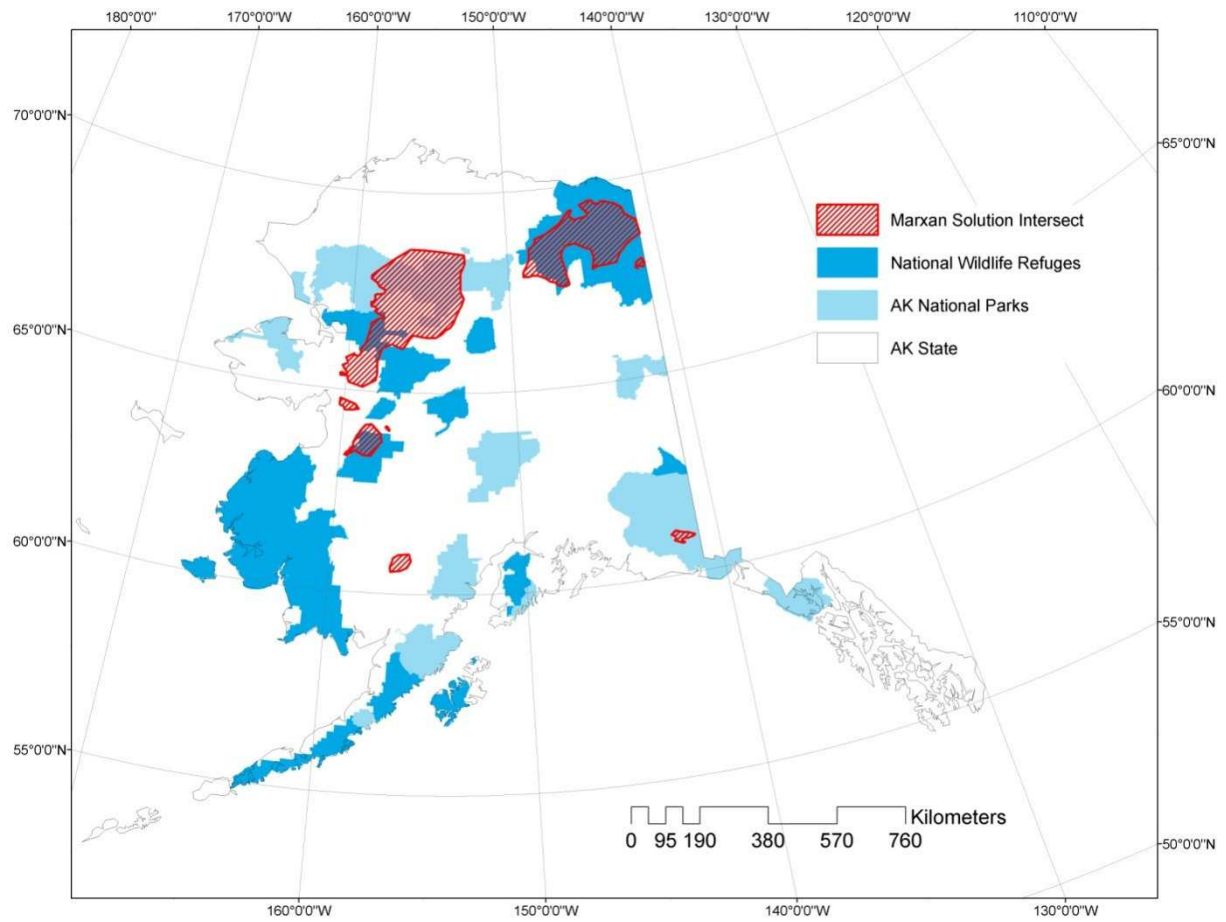 180°0'0"W 170°0'0"W 160°0'0"W 150°0'0"W 140°0'0"W 130°0'0"W 120°0'0"W 110°0'0"W
70°0'0"N
65°0'0"N
Marxan Solution Intersect
National Wildlife Refuges
AK National Parks
65°0'0"N
AK State
60°0'0"N
60°0'0"N
55°0'0"N
55°0'0"N
Kilometers
0 95 190 380 570 760
50°0'0"N
160°0'0"W 150°0'0"W 140°0'0"W 130°0'0"W